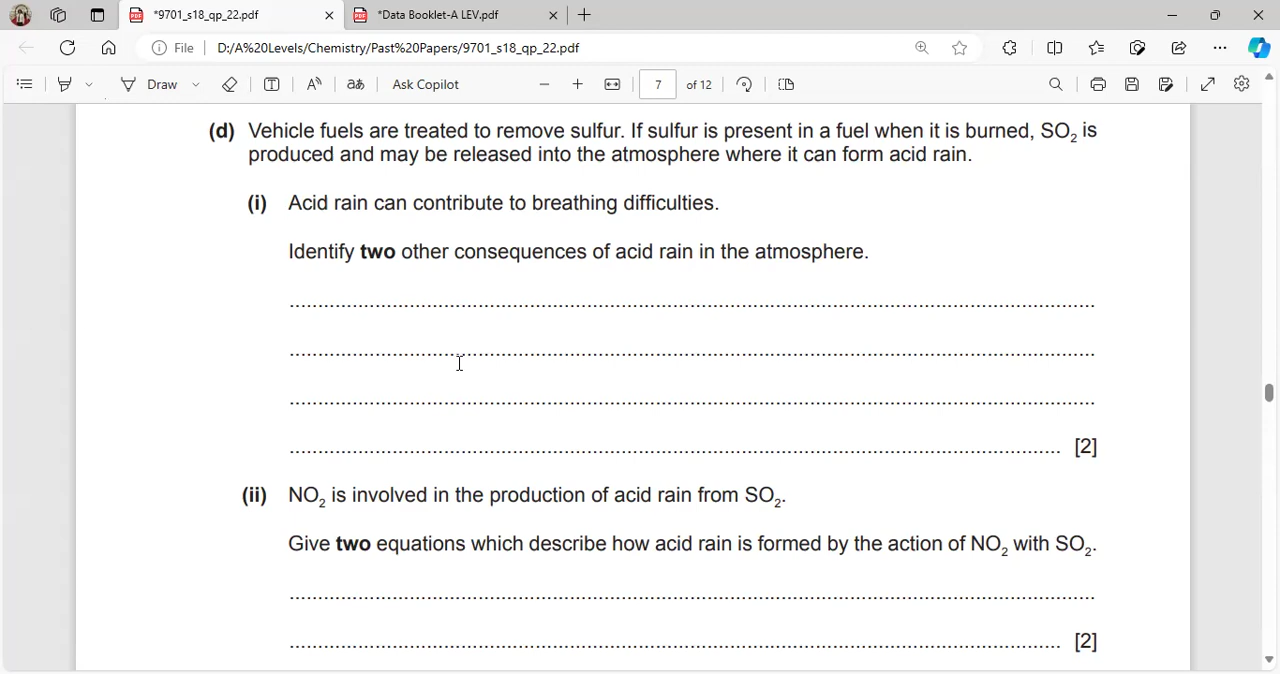 *9701_s18_qp_22.pdf
*Data Booklet-A LEV.pdf
File D:/A%20Levels/Chemistry/Past%20Papers/9701_s18_qp_22.pdf
Draw aあ Ask Copilot 7 of 12
(d) Vehicle fuels are treated to remove sulfur. If sulfur is present in a fuel when it is burned, SO₂ is
produced and may be released into the atmosphere where it can form acid rain.
(i) Acid rain can contribute to breathing difficulties.
Identify two other consequences of acid rain in the atmosphere.
..........................................................................................................................................
..........................................................................................................................................
..........................................................................................................................................
.................................................................................................................................... [2]
(ii) NO₂ is involved in the production of acid rain from SO₂.
Give two equations which describe how acid rain is formed by the action of NO₂ with SO₂.
..........................................................................................................................................
.................................................................................................................................... [2]